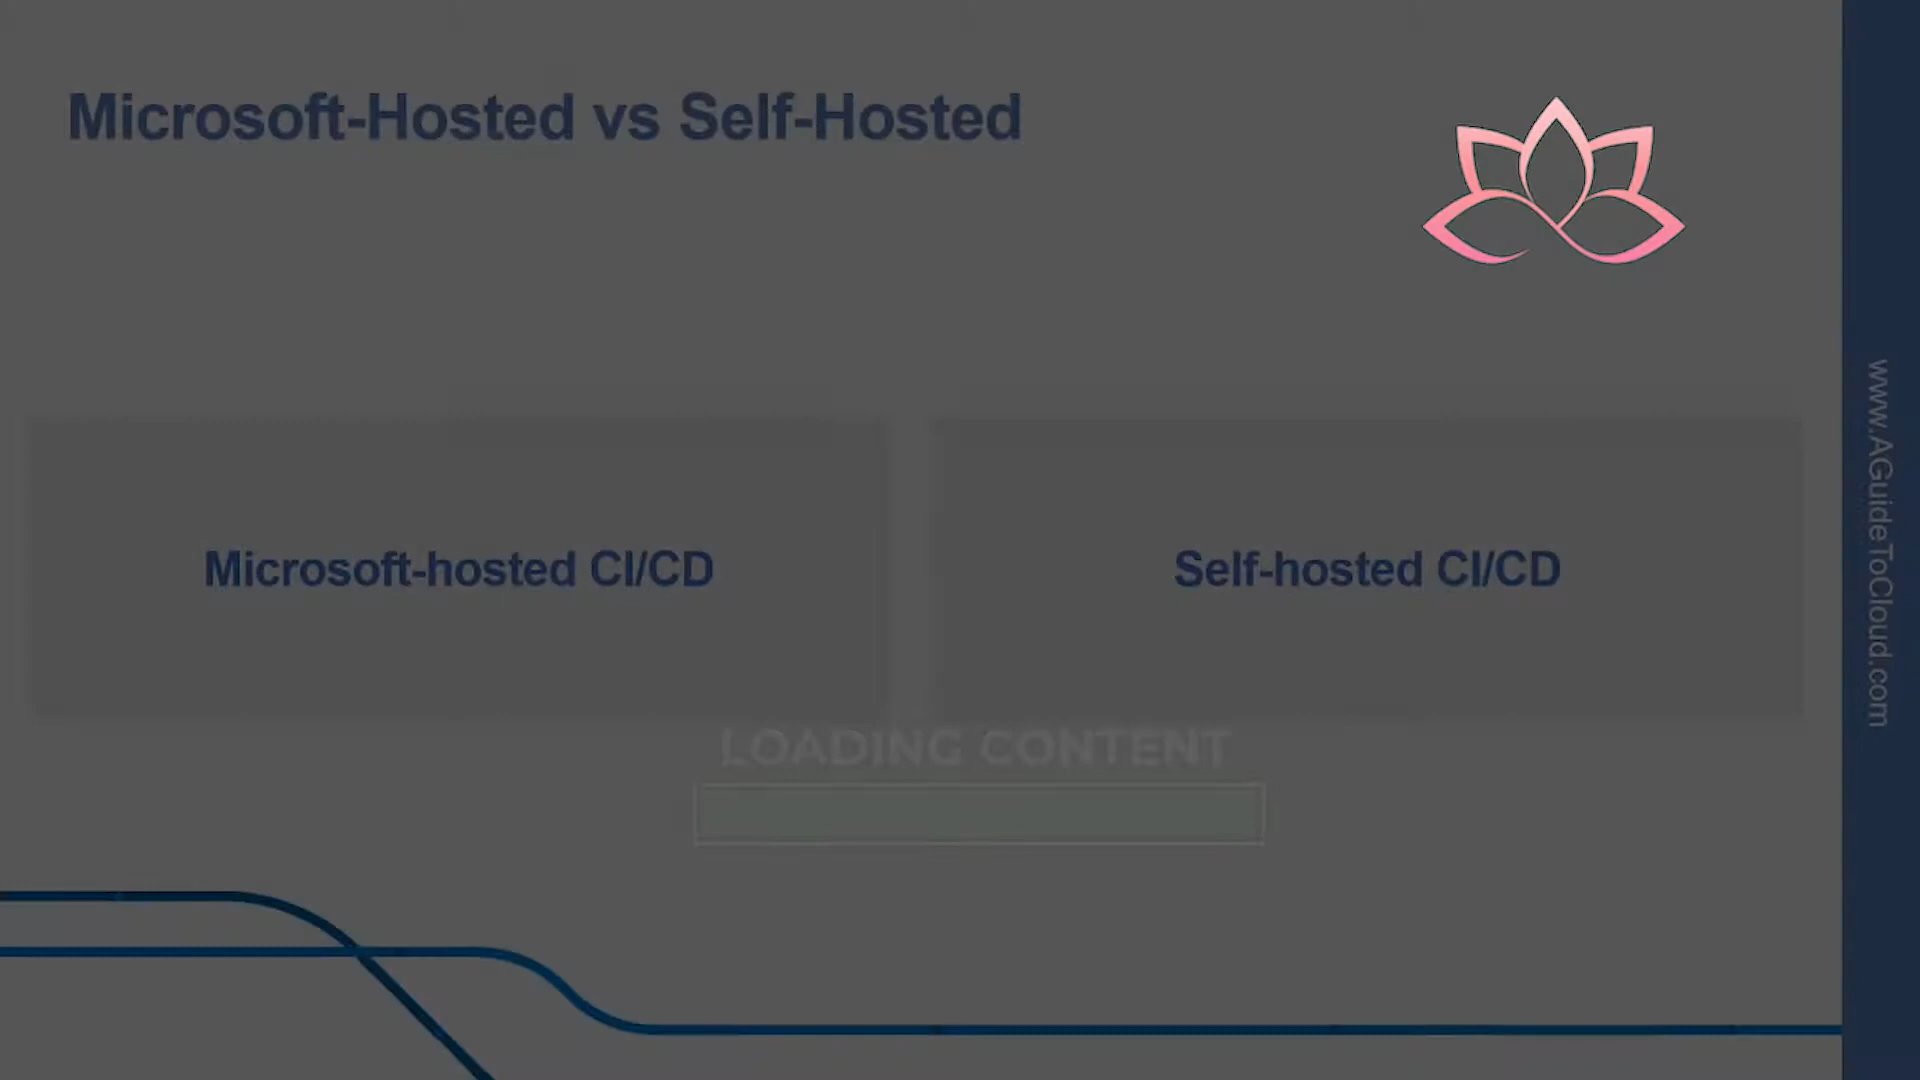 Microsoft-Hosted vs Self-Hosted
Microsoft-hosted CI/CD
Self-hosted CI/CD
LOADING CONTENT
www.AGuideToCloud.com